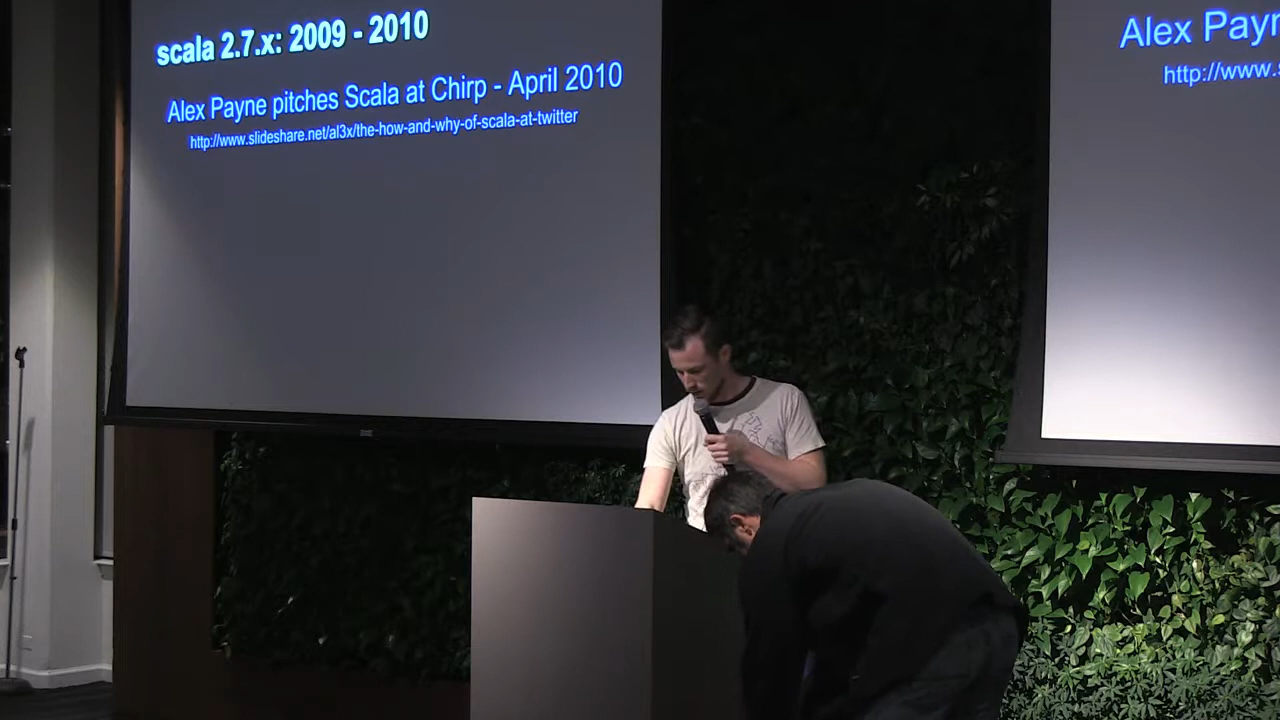 scala 2.7.x: 2009 - 2010
Alex Payne pitches Scala at Chirp - April 2010
http://www.slideshare.net/al3x/the-how-and-why-of-scala-at-twitter
Alex Payn
http://www.s